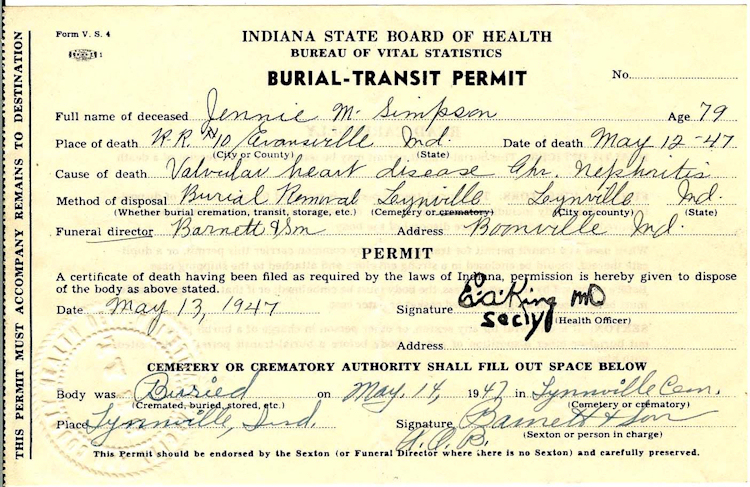 Form V. S. 4
INDIANA STATE BOARD OF HEALTH
BUREAU OF VITAL STATISTICS
BURIAL-TRANSIT PERMIT
No.
Full name of deceased Jennie M. Simpson Age 79
Place of death R.R. No 10 / Evansville Ind. Date of death May 12-47
(City or County) (State)
Cause of death Valvular heart disease Chr. Nephritis
Method of disposal Burial Removal Lynville Lynville Ind.
(Whether burial cremation, transit, storage, etc.) (Cemetery or crematory) (City or county) (State)
Funeral director Barnett & Son Address Boonville Ind.
PERMIT
A certificate of death having been filed as required by the laws of Indiana, permission is hereby given to dispose
of the body as above stated.
Date May 13, 1947 Signature E.a. King MD
secty (Health Officer)
Address
CEMETERY OR CREMATORY AUTHORITY SHALL FILL OUT SPACE BELOW
Body was Buried on May. 14, 1947 in Lynnville Cem.
(Cremated, buried, stored, etc.) (Cemetery or crematory)
Place Lynnville, Ind. Signature Barnett & Son
(Sexton or person in charge)
This Permit should be endorsed by the Sexton (or Funeral Director where there is no Sexton) and carefully preserved.
THIS PERMIT MUST ACCOMPANY REMAINS TO DESTINATION